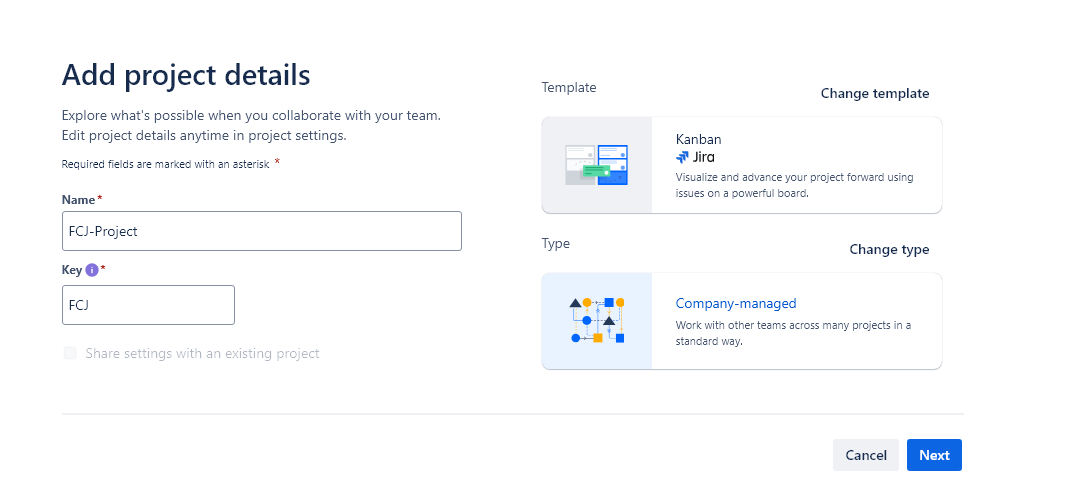 Add project details
Explore what's possible when you collaborate with your team.
Edit project details anytime in project settings.
Required fields are marked with an asterisk *
Name*
FCJ-Project
Key i *
FCJ
Share settings with an existing project
Template
Change template
Kanban
Jira
Visualize and advance your project forward using
issues on a powerful board.
Type
Change type
Company-managed
Work with other teams across many projects in a
standard way.
Cancel
Next